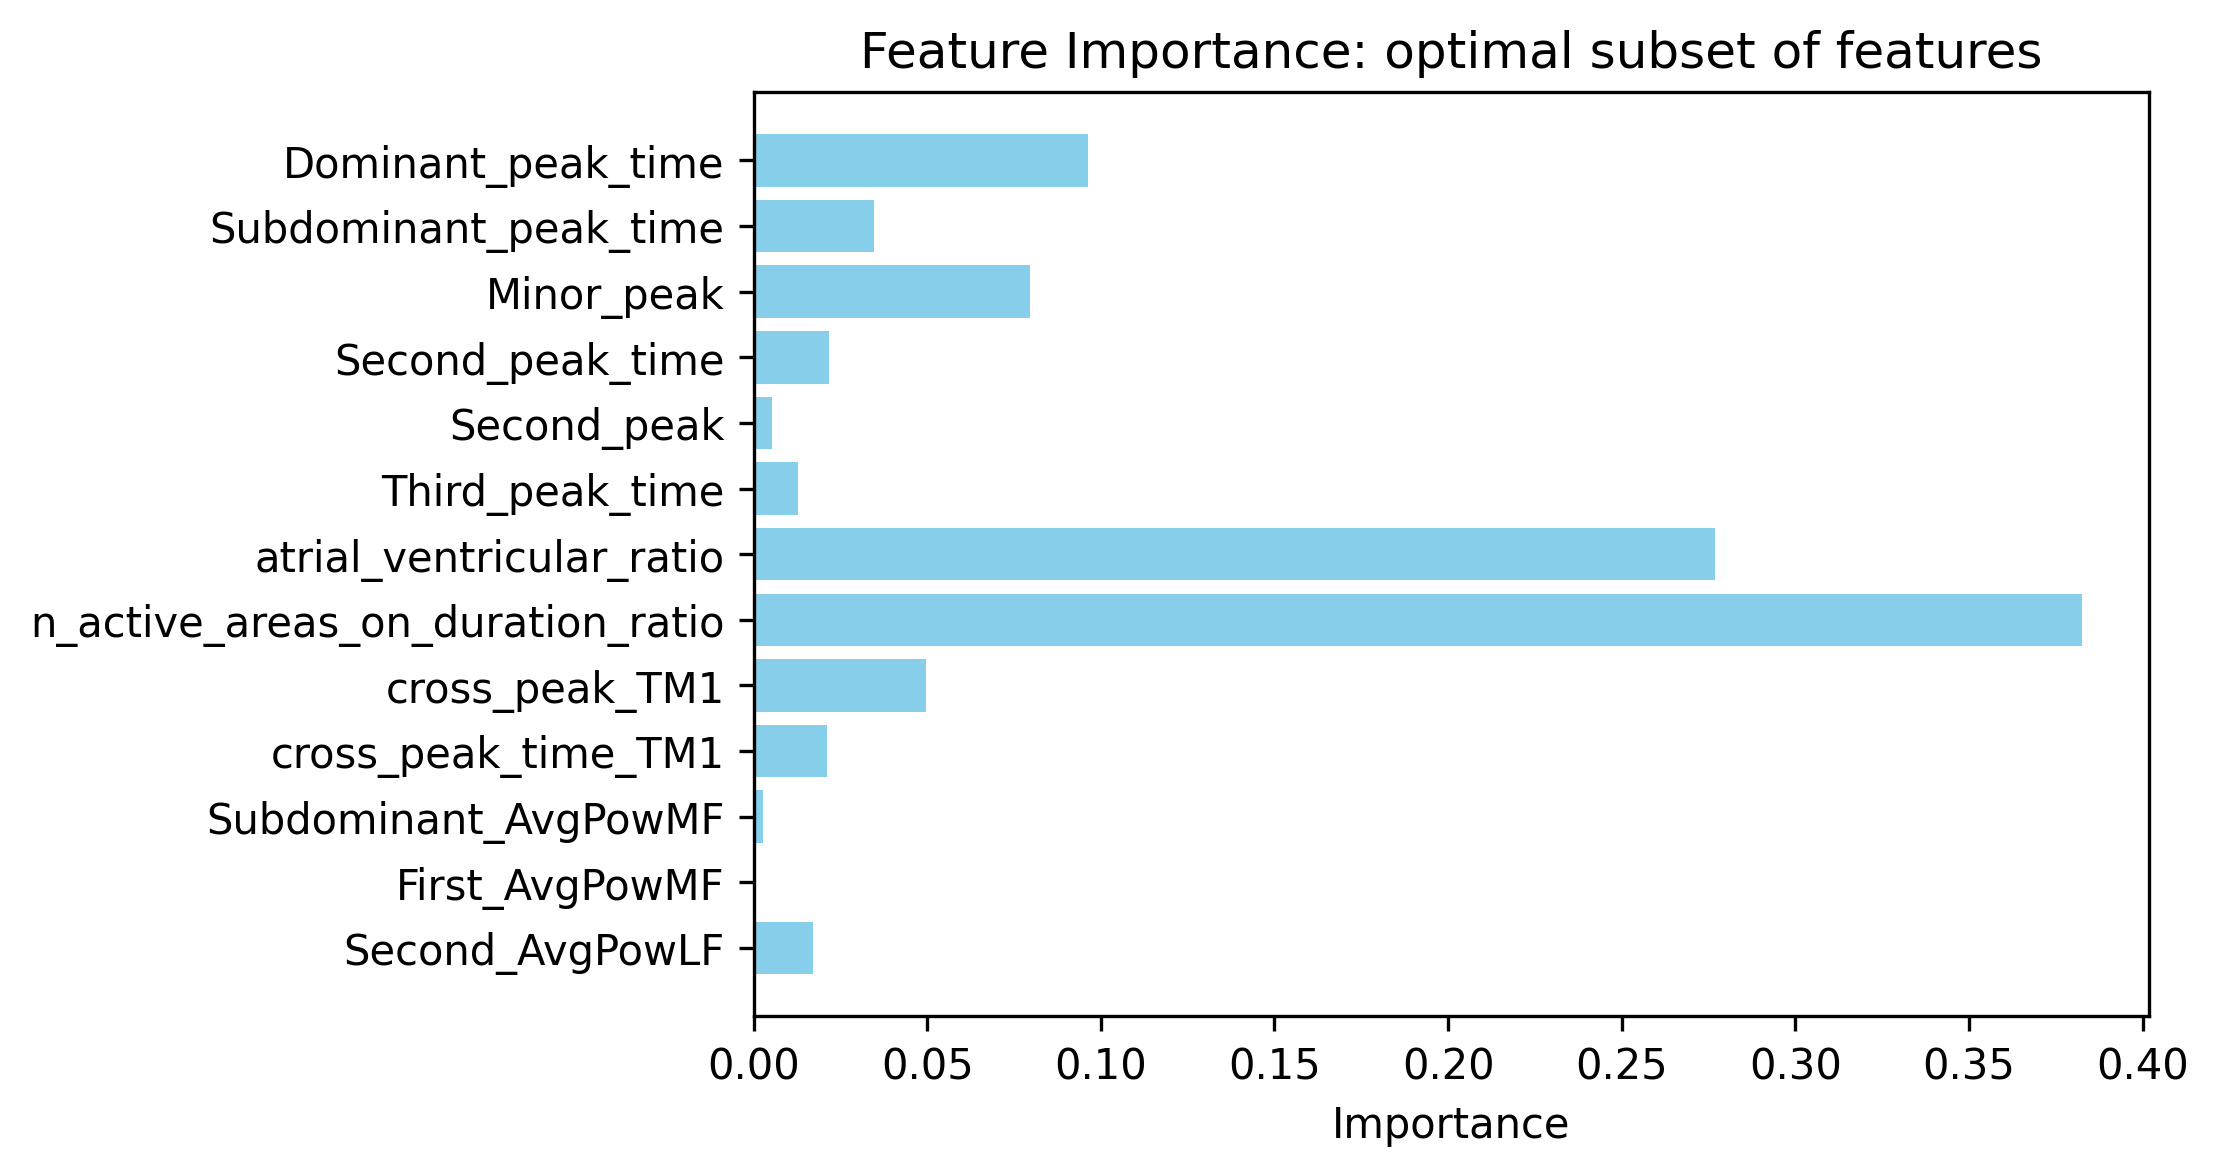 Feature Importance: optimal subset of features
Dominant_peak_time
Subdominant_peak_time
Minor_peak
Second_peak_time
Second_peak
Third_peak_time
atrial_ventricular_ratio
n_active_areas_on_duration_ratio
cross_peak_TM1
cross_peak_time_TM1
Subdominant_AvgPowMF
First_AvgPowMF
Second_AvgPowLF
0.00 0.05 0.10 0.15 0.20 0.25 0.30 0.35 0.40
Importance